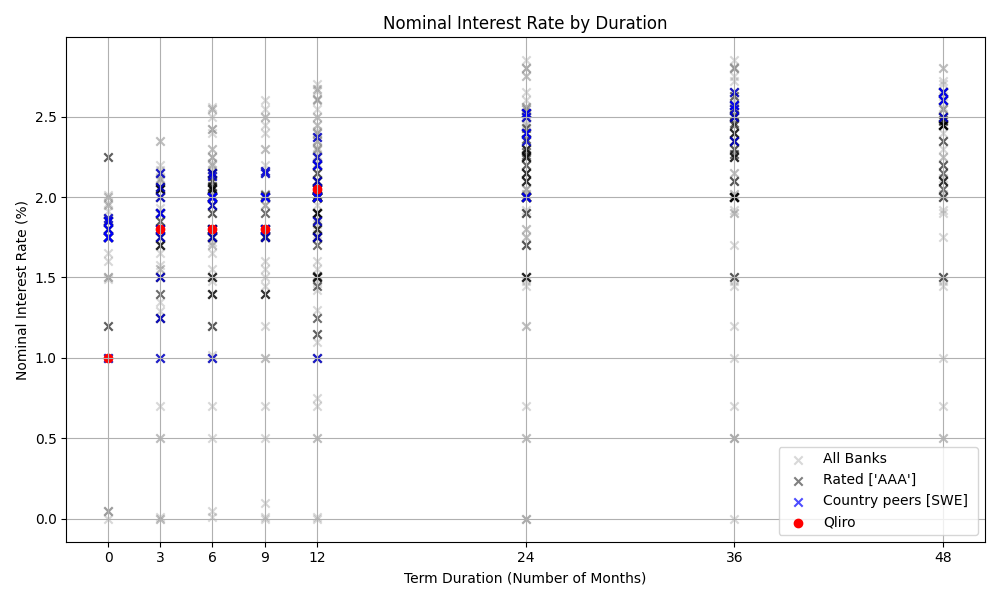 Nominal Interest Rate by Duration
Nominal Interest Rate (%)
2.5
2.0
1.5
1.0
0.5
0.0
0 3 6 9 12 24 36 48
Term Duration (Number of Months)
All Banks
Rated ['AAA']
Country peers [SWE]
Qliro